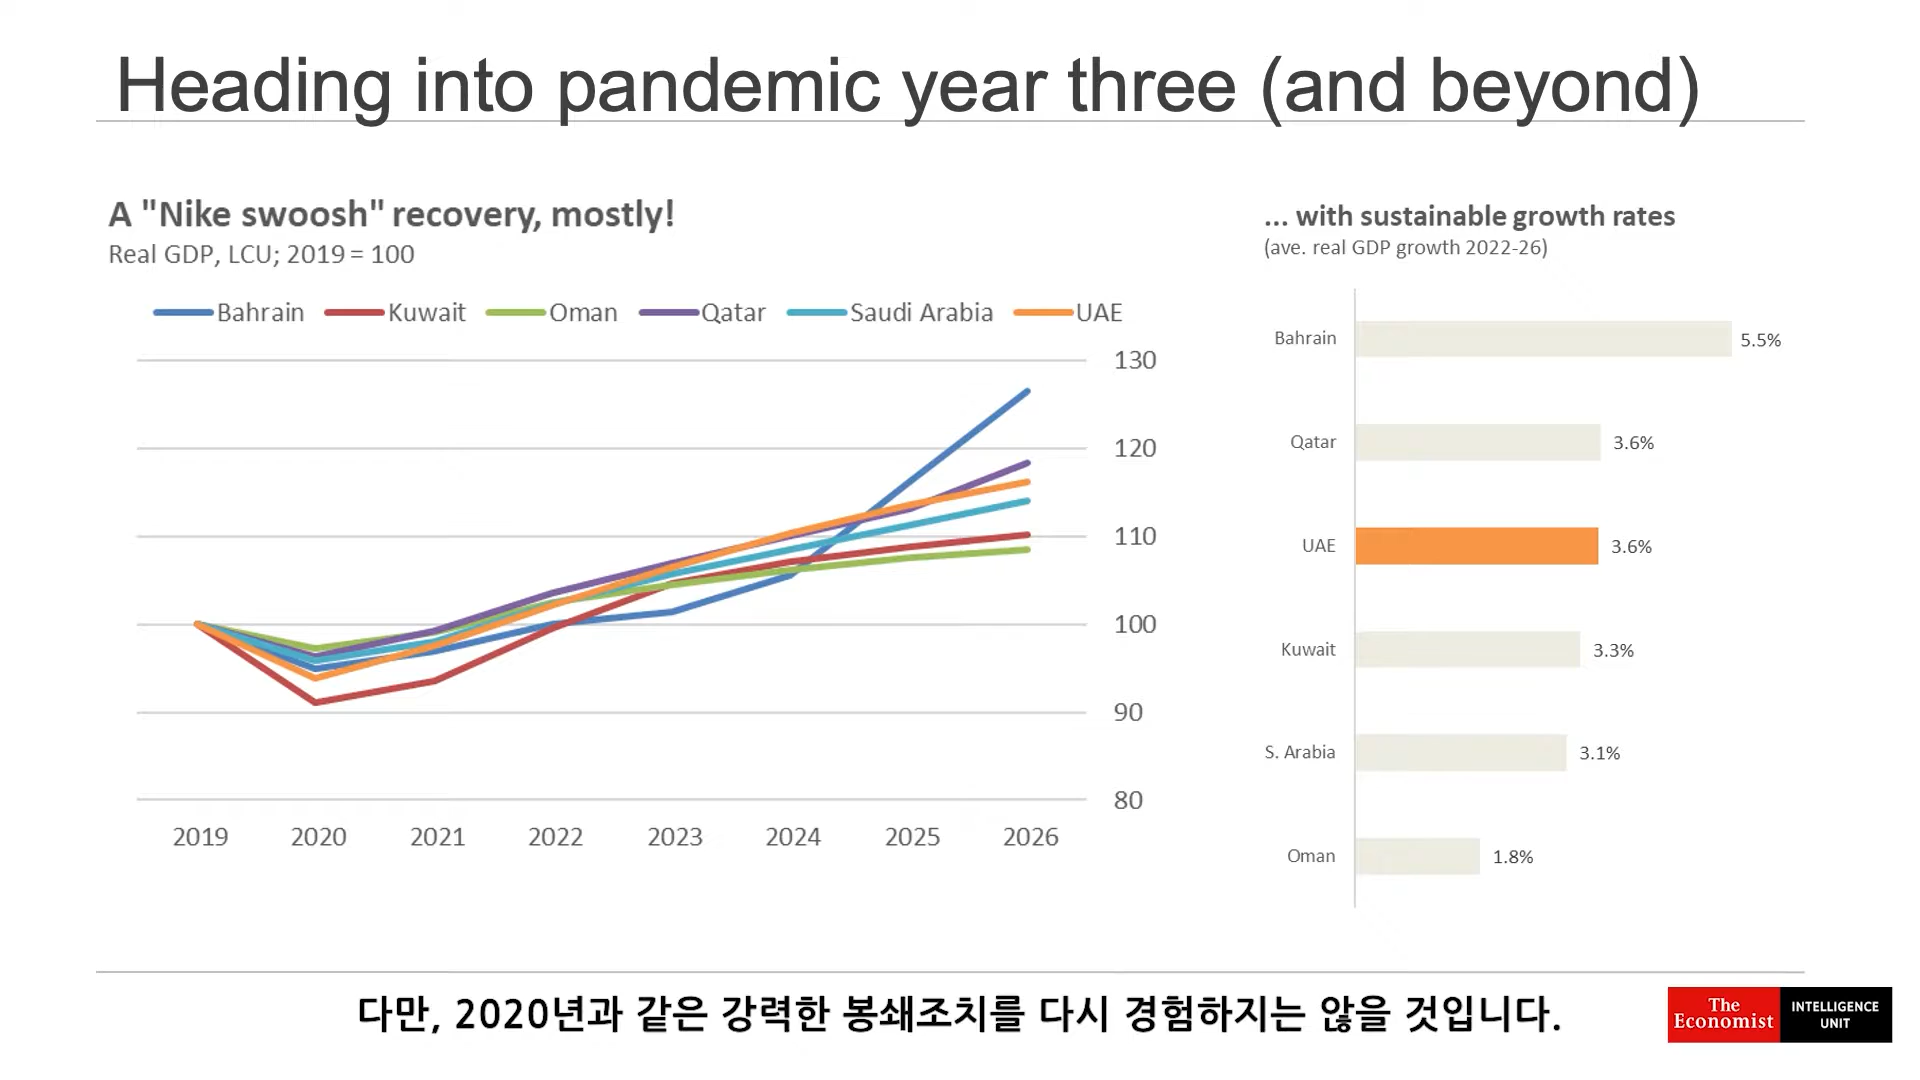 Heading into pandemic year three (and beyond)
A "Nike swoosh" recovery, mostly!
Real GDP, LCU; 2019 = 100
Bahrain Kuwait Oman Qatar Saudi Arabia UAE
130
120
110
100
90
80
2019 2020 2021 2022 2023 2024 2025 2026
... with sustainable growth rates
(ave. real GDP growth 2022-26)
Bahrain 5.5%
Qatar 3.6%
UAE 3.6%
Kuwait 3.3%
S. Arabia 3.1%
Oman 1.8%
다만, 2020년과 같은 강력한 봉쇄조치를 다시 경험하지는 않을 것입니다.
The
Economist
INTELLIGENCE
UNIT